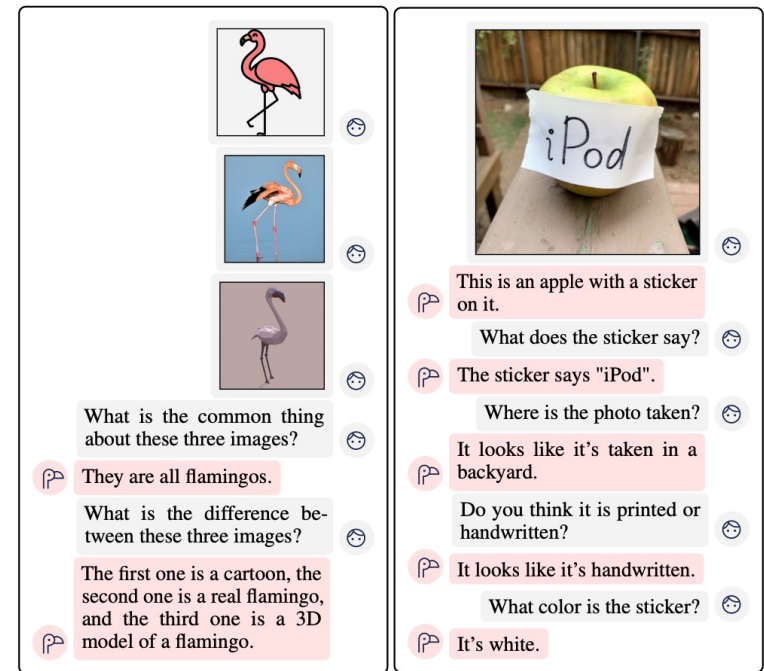 What is the common thing
about these three images?
They are all flamingos.
What is the difference be-
tween these three images?
The first one is a cartoon, the
second one is a real flamingo,
and the third one is a 3D
model of a flamingo.
iPod
This is an apple with a sticker
on it.
What does the sticker say?
The sticker says "iPod".
Where is the photo taken?
It looks like it's taken in a
backyard.
Do you think it is printed or
handwritten?
It looks like it's handwritten.
What color is the sticker?
It's white.